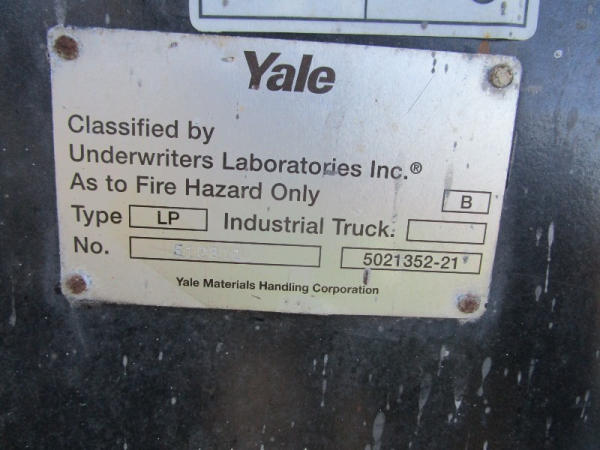 Yale
Classified by
Underwriters Laboratories Inc.®
As to Fire Hazard Only
B
Type LP Industrial Truck.
No. 5021352-21
Yale Materials Handling Corporation